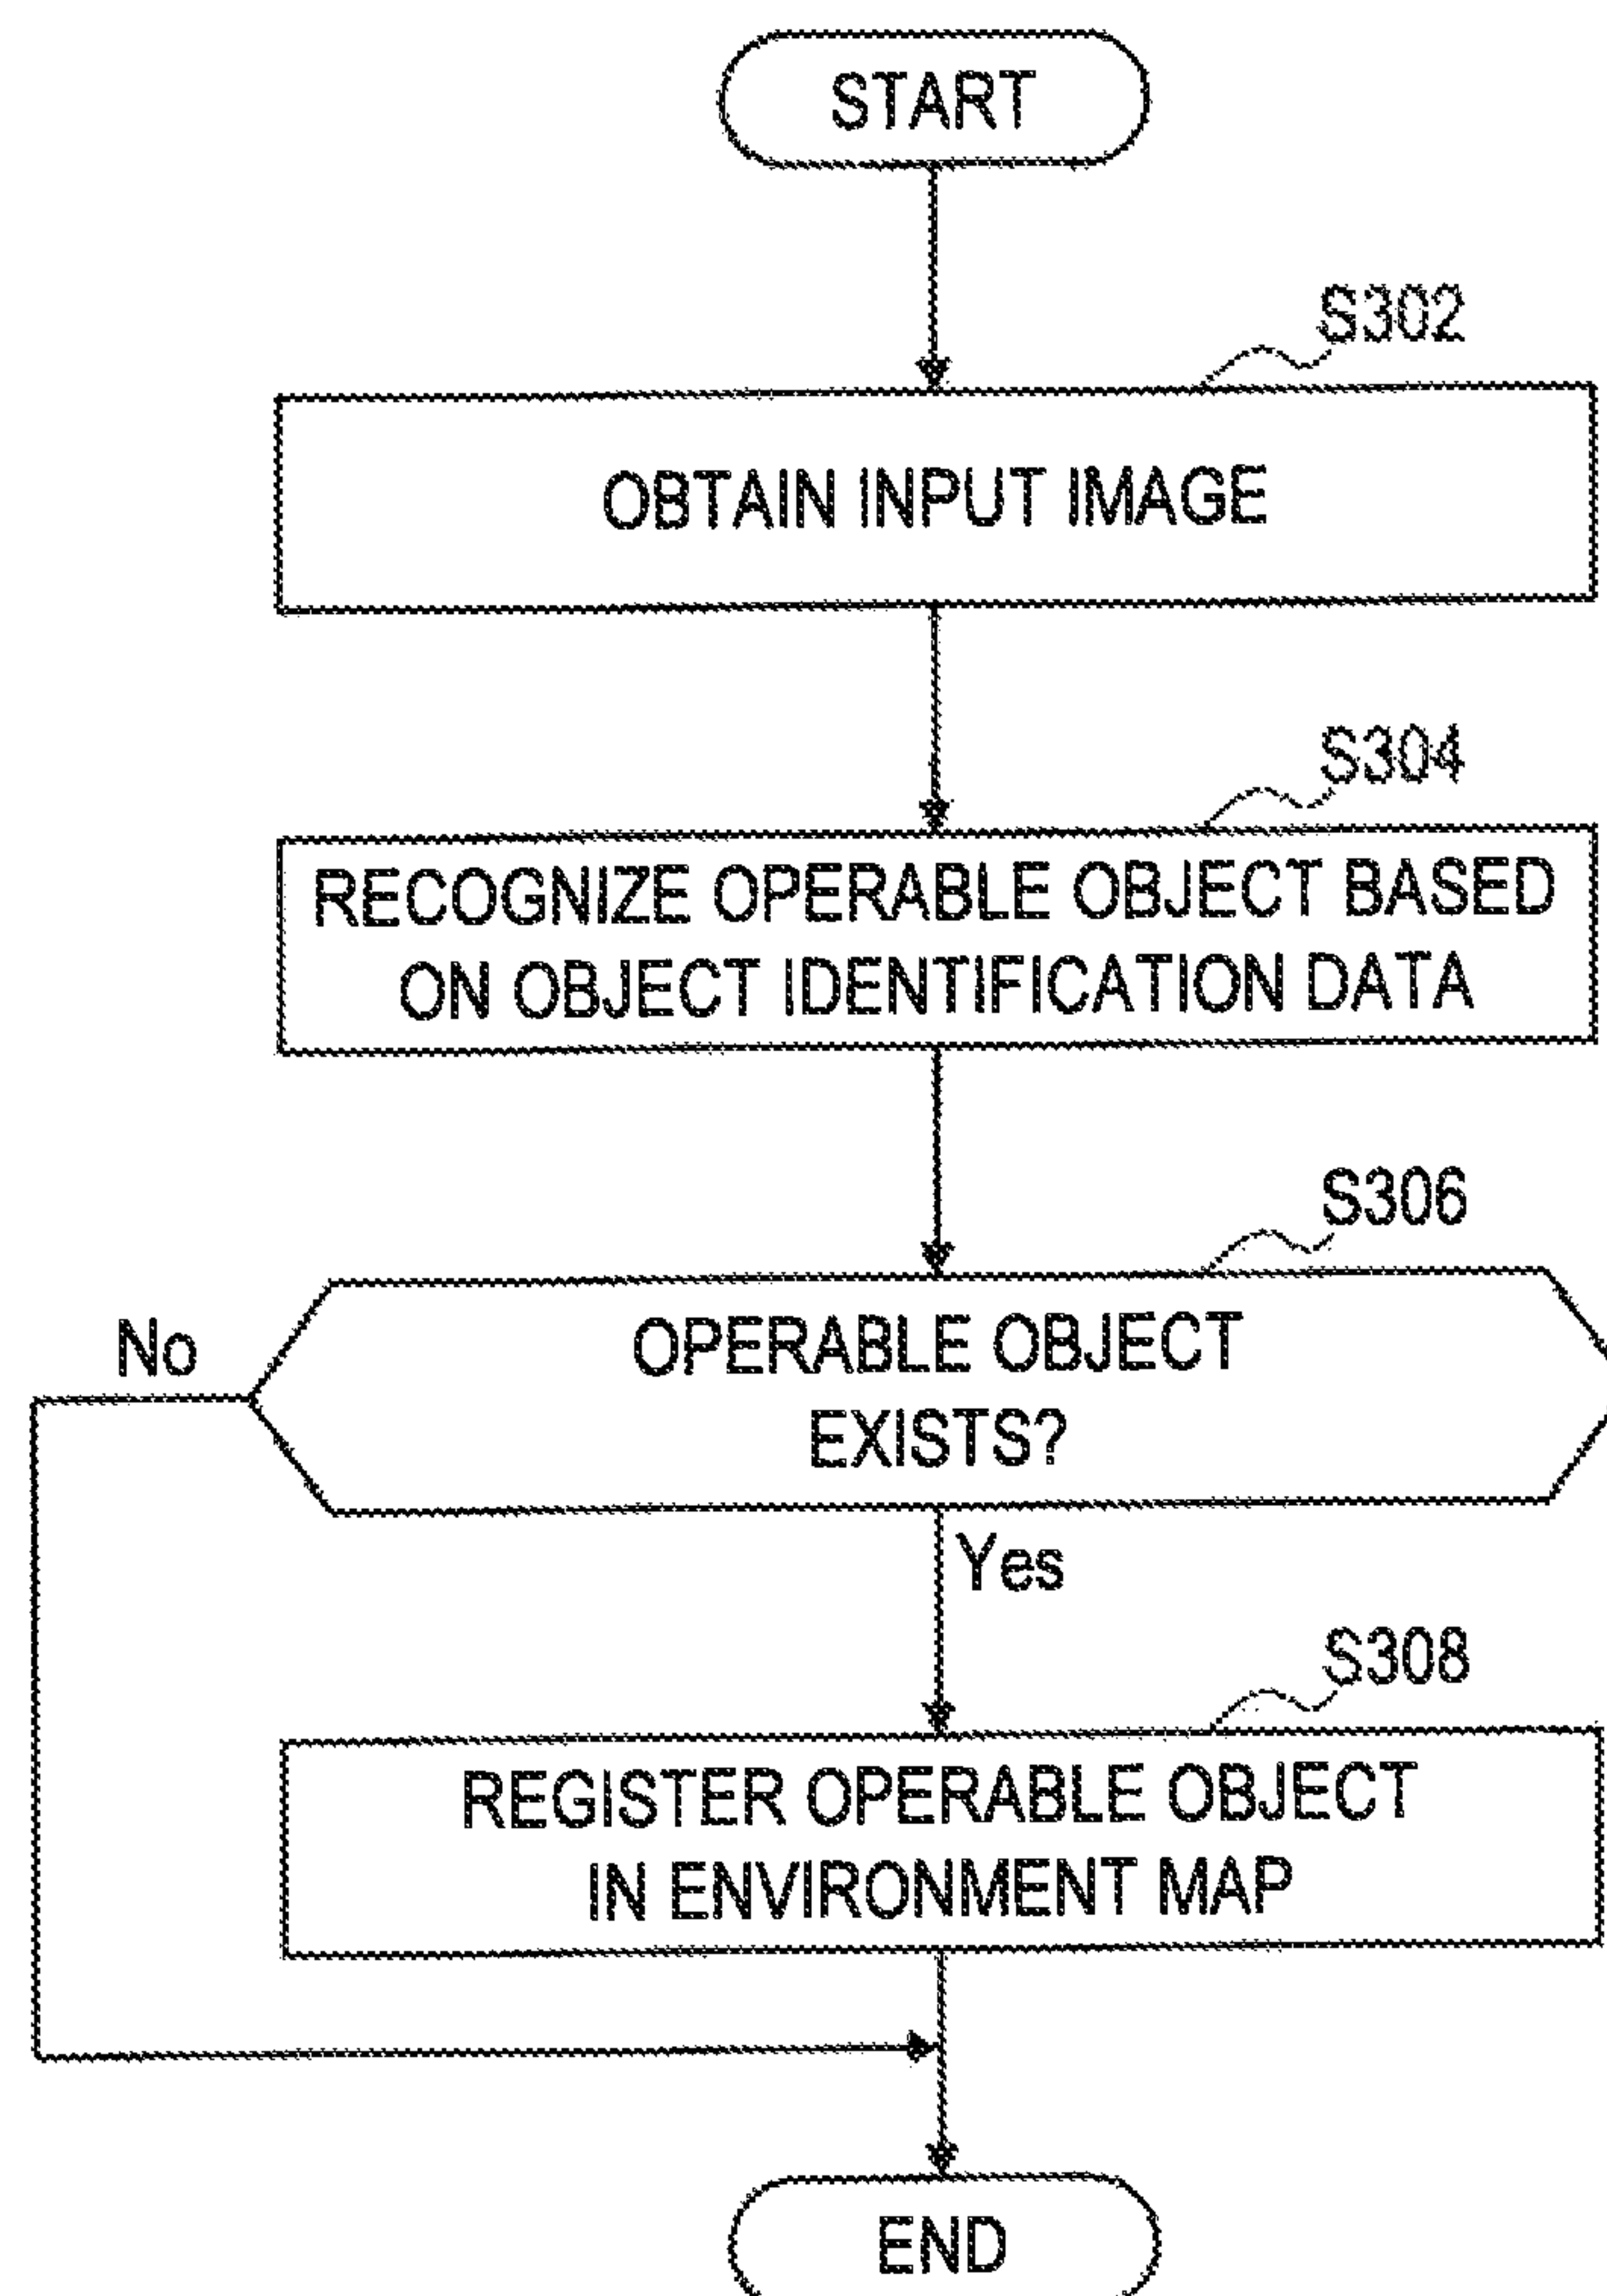 START
S302
OBTAIN INPUT IMAGE
S304
RECOGNIZE OPERABLE OBJECT BASED
ON OBJECT IDENTIFICATION DATA
S306
No
OPERABLE OBJECT
EXISTS?
Yes
S308
REGISTER OPERABLE OBJECT
IN ENVIRONMENT MAP
END